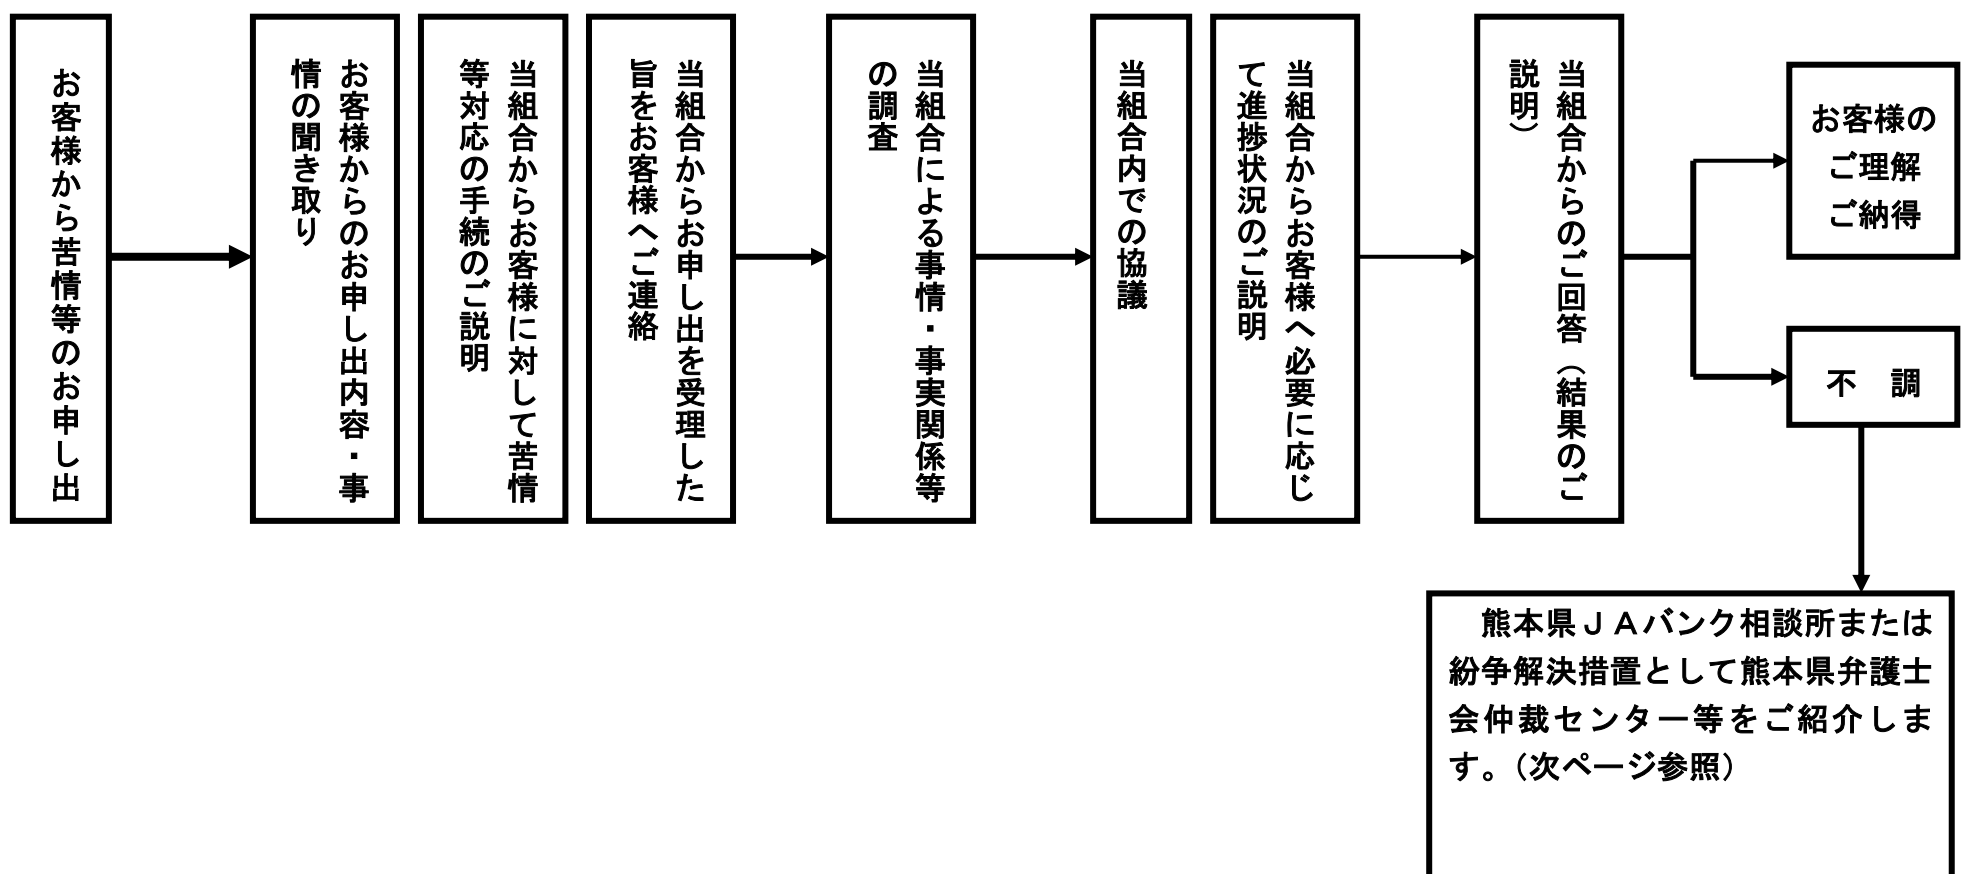 お客様から苦情等のお申し出
お客様からのお申し出内容・事
情の聞き取り
当組合からお客様に対して苦情
等対応の手続のご説明
当組合からお申し出を受理した
旨をお客様へご連絡
当組合による事情・事実関係等
の調査
当組合内での協議
当組合からお客様へ必要に応じ
て進捗状況のご説明
当組合からのご回答（結果のご
説明）
お客様の
ご理解
ご納得
不　調
熊本県ＪＡバンク相談所または
紛争解決措置として熊本県弁護士
会仲裁センター等をご紹介しま
す。（次ページ参照）